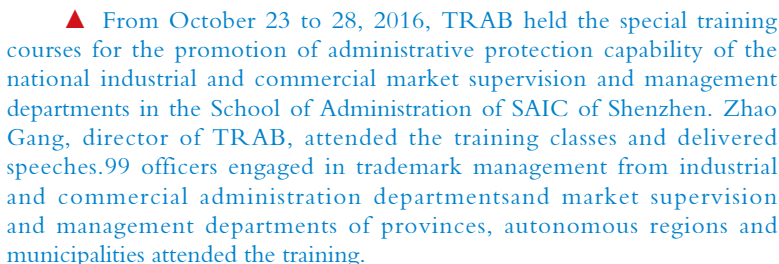 ▲ From October 23 to 28, 2016, TRAB held the special training
courses for the promotion of administrative protection capability of the
national industrial and commercial market supervision and management
departments in the School of Administration of SAIC of Shenzhen. Zhao
Gang, director of TRAB, attended the training classes and delivered
speeches.99 officers engaged in trademark management from industrial
and commercial administration departmentsand market supervision
and management departments of provinces, autonomous regions and
municipalities attended the training.